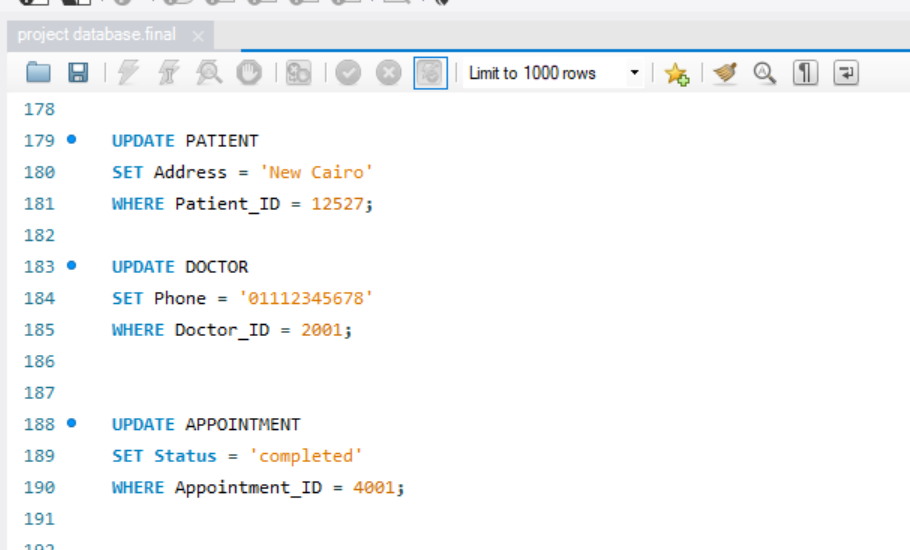 project database.final ×
Limit to 1000 rows
178
179 UPDATE PATIENT
180 SET Address = 'New Cairo'
181 WHERE Patient_ID = 12527;
182
183 UPDATE DOCTOR
184 SET Phone = '01112345678'
185 WHERE Doctor_ID = 2001;
186
187
188 UPDATE APPOINTMENT
189 SET Status = 'completed'
190 WHERE Appointment_ID = 4001;
191
192